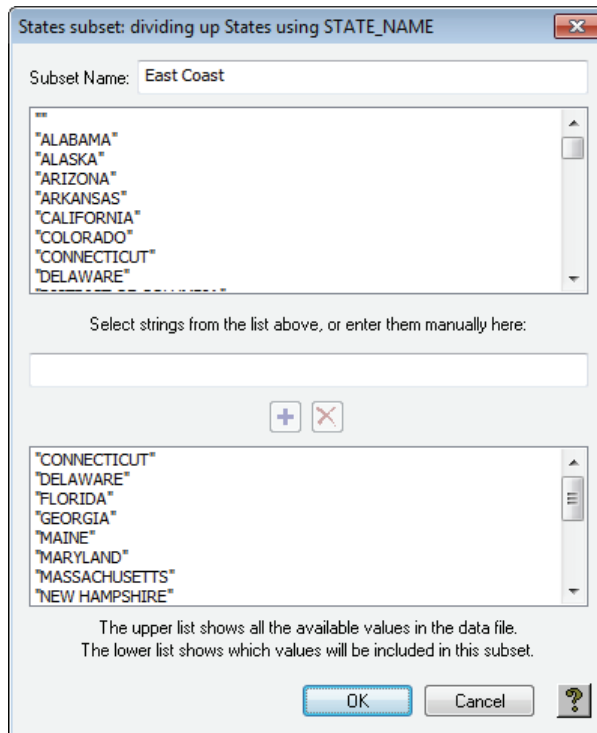 States subset: dividing up States using STATE_NAME
Subset Name: East Coast
""
"ALABAMA"
"ALASKA"
"ARIZONA"
"ARKANSAS"
"CALIFORNIA"
"COLORADO"
"CONNECTICUT"
"DELAWARE"
Select strings from the list above, or enter them manually here:
"CONNECTICUT"
"DELAWARE"
"FLORIDA"
"GEORGIA"
"MAINE"
"MARYLAND"
"MASSACHUSETTS"
"NEW HAMPSHIRE"
The upper list shows all the available values in the data file.
The lower list shows which values will be included in this subset.
OK Cancel ?